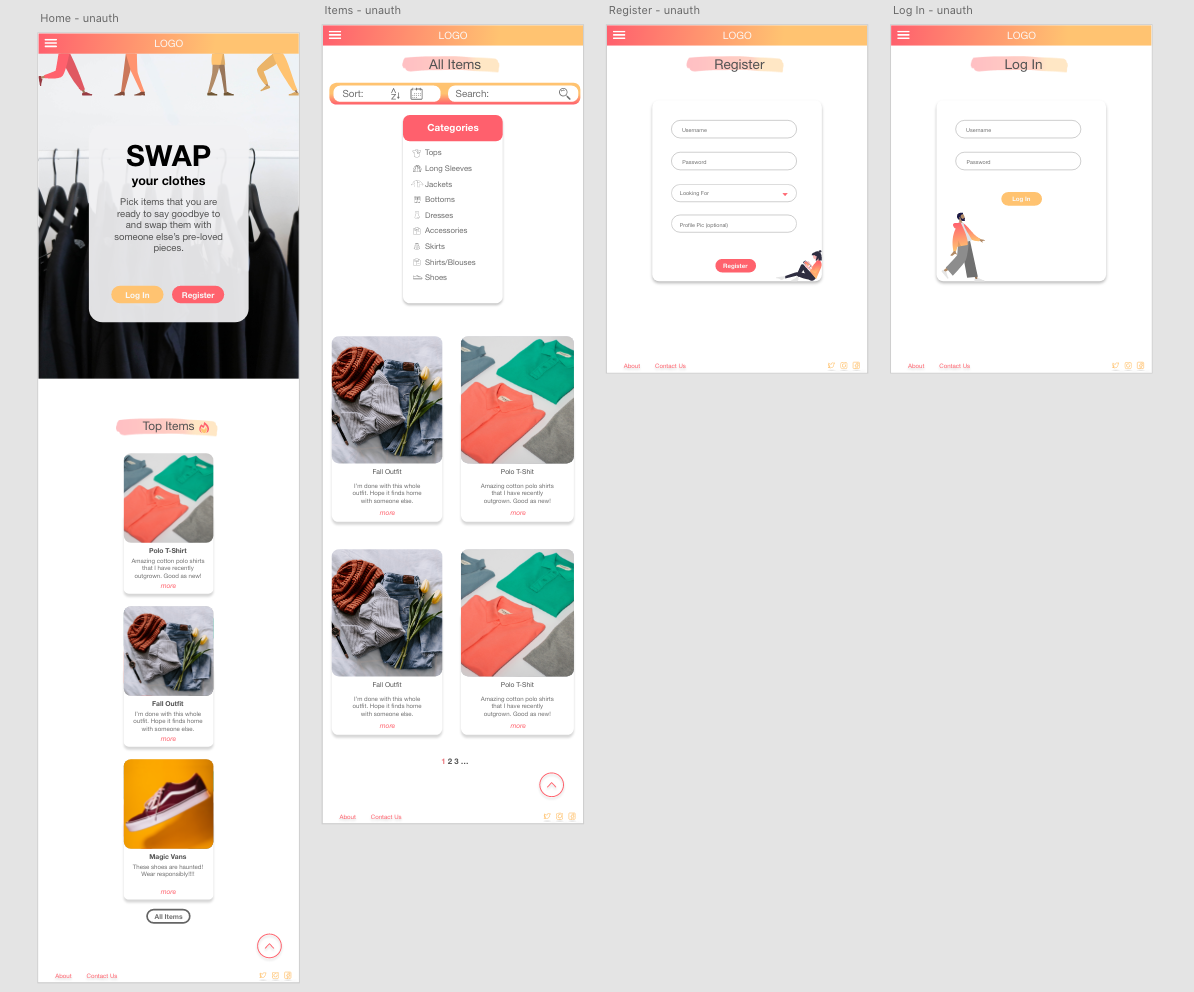 Home - unauth
LOGO
SWAP
your clothes
Pick items that you are
ready to say goodbye to
and swap them with
someone else's pre-loved
pieces.
Log In
Register
Top Items
Polo T-Shirt
Amazing cotton polo shirts
that I have recently
outgrown. Good as new!
more
Fall Outfit
I'm done with this whole
outfit. Hope it finds home
with someone else.
more
Magic Vans
These shoes are haunted!
Wear responsibly!!!!
more
All Items
About
Contact Us
Items - unauth
LOGO
All Items
Sort:
A
Z
Search:
Categories
Tops
Long Sleeves
Jackets
Bottoms
Dresses
Accessories
Skirts
Shirts/Blouses
Shoes
Fall Outfit
I'm done with this whole
outfit. Hope it finds home
with someone else.
more
Polo T-Shit
Amazing cotton polo shirts
that I have recently
outgrown. Good as new!
more
Fall Outfit
I'm done with this whole
outfit. Hope it finds home
with someone else.
more
Polo T-Shit
Amazing cotton polo shirts
that I have recently
outgrown. Good as new!
more
1 2 3 ...
About
Contact Us
Register - unauth
LOGO
Register
Username
Password
Looking For
Profile Pic (optional)
Register
About
Contact Us
Log In - unauth
LOGO
Log In
Username
Password
Log In
About
Contact Us